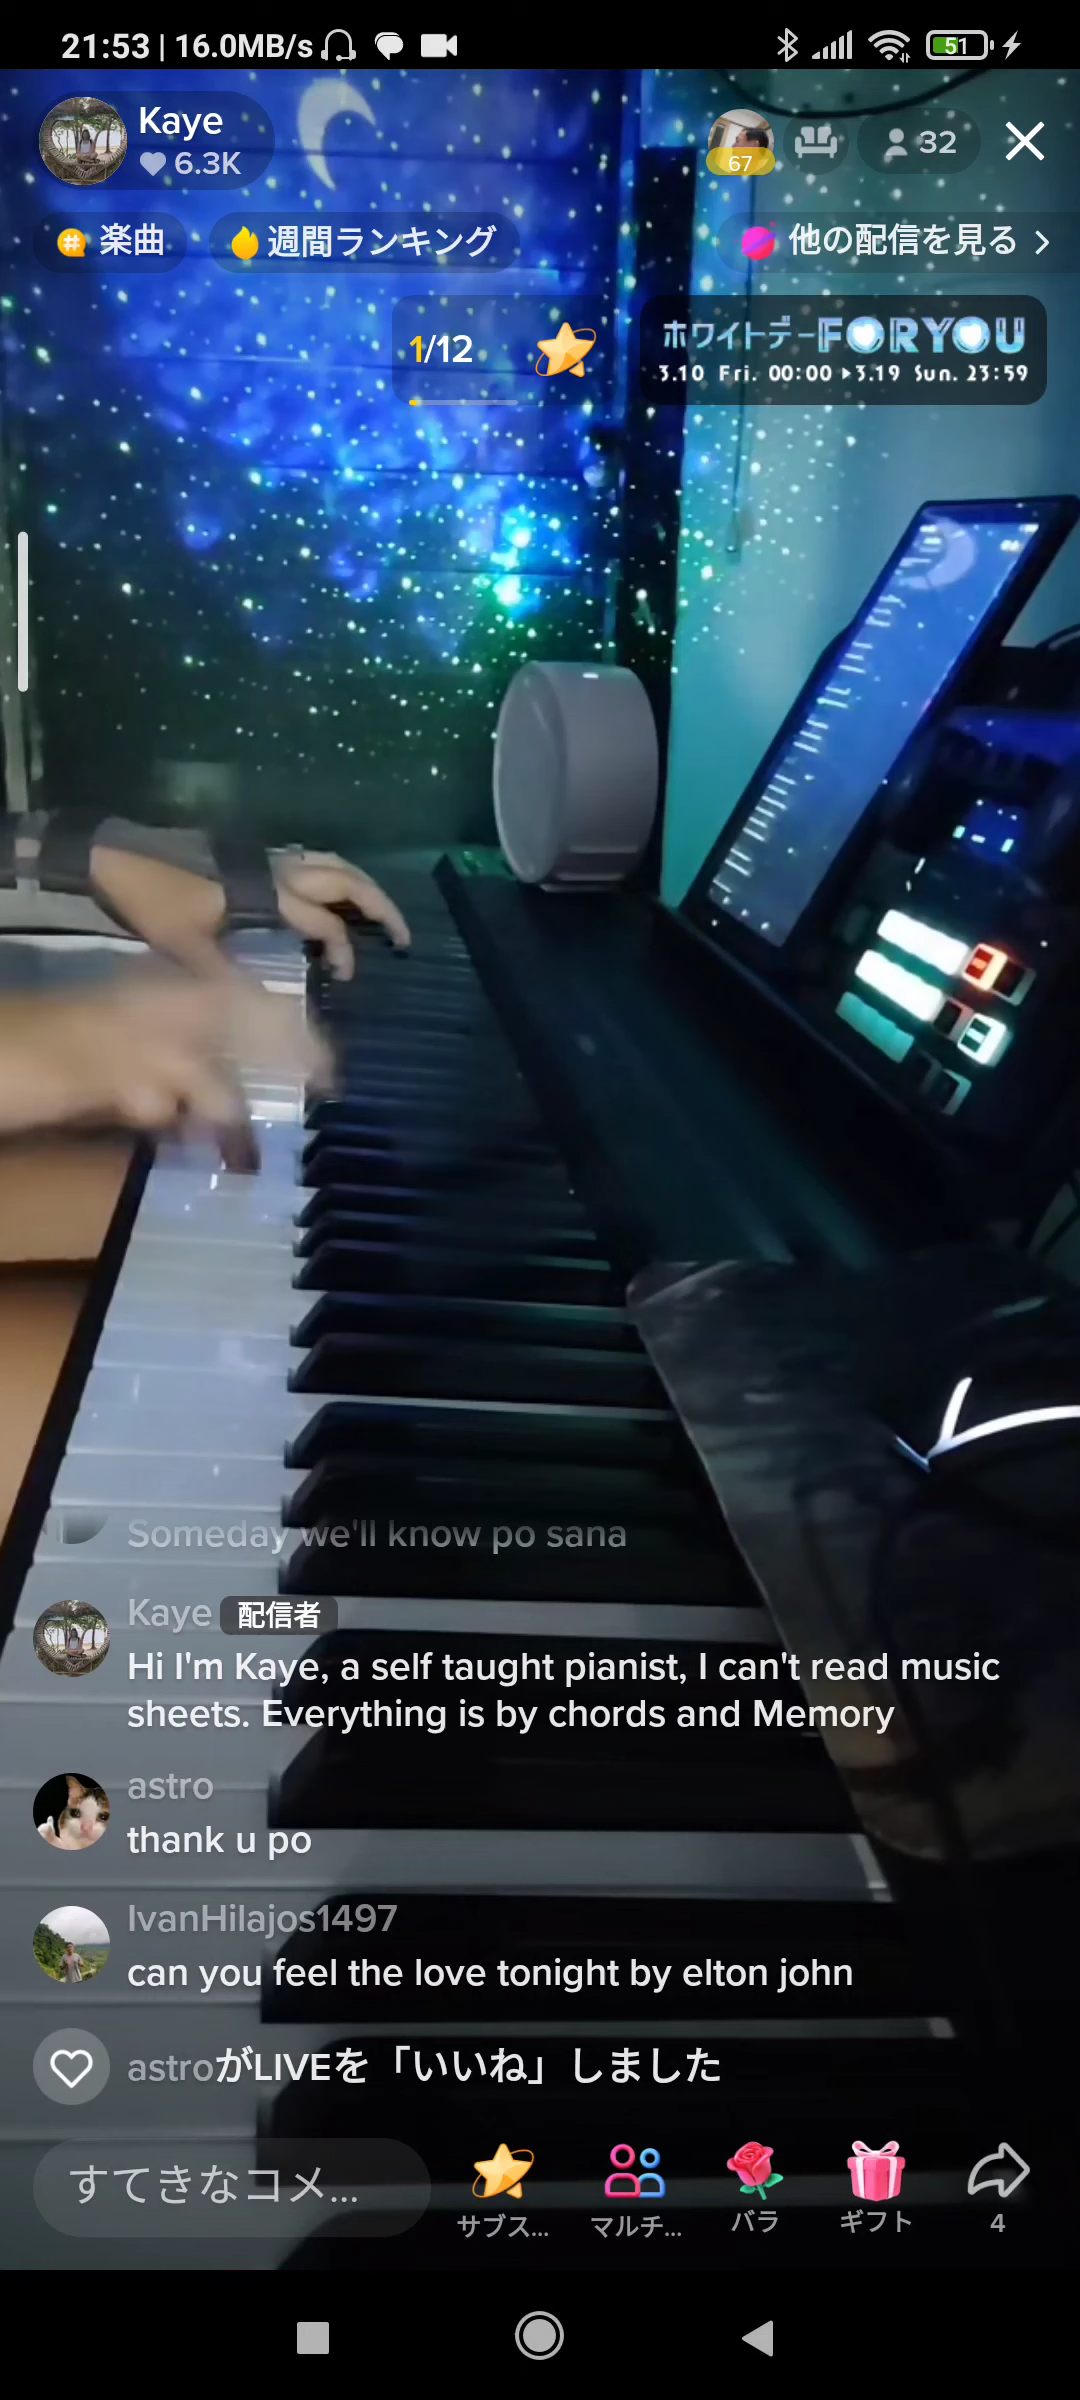 21:53 | 16.0MB/s
51
Kaye
6.3K
67
32
楽曲
週間ランキング
他の配信を見る
1/12
ホワイトデーFORYOU
3.10 Fri. 00:00 ▸3.19 Sun. 23:59
Someday we'll know po sana
Kaye 配信者
Hi I'm Kaye, a self taught pianist, I can't read music
sheets. Everything is by chords and Memory
astro
thank u po
IvanHilajos1497
can you feel the love tonight by elton john
astroがLIVEを「いいね」しました
すてきなコメ...
サブス...
マルチ...
バラ
ギフト
4